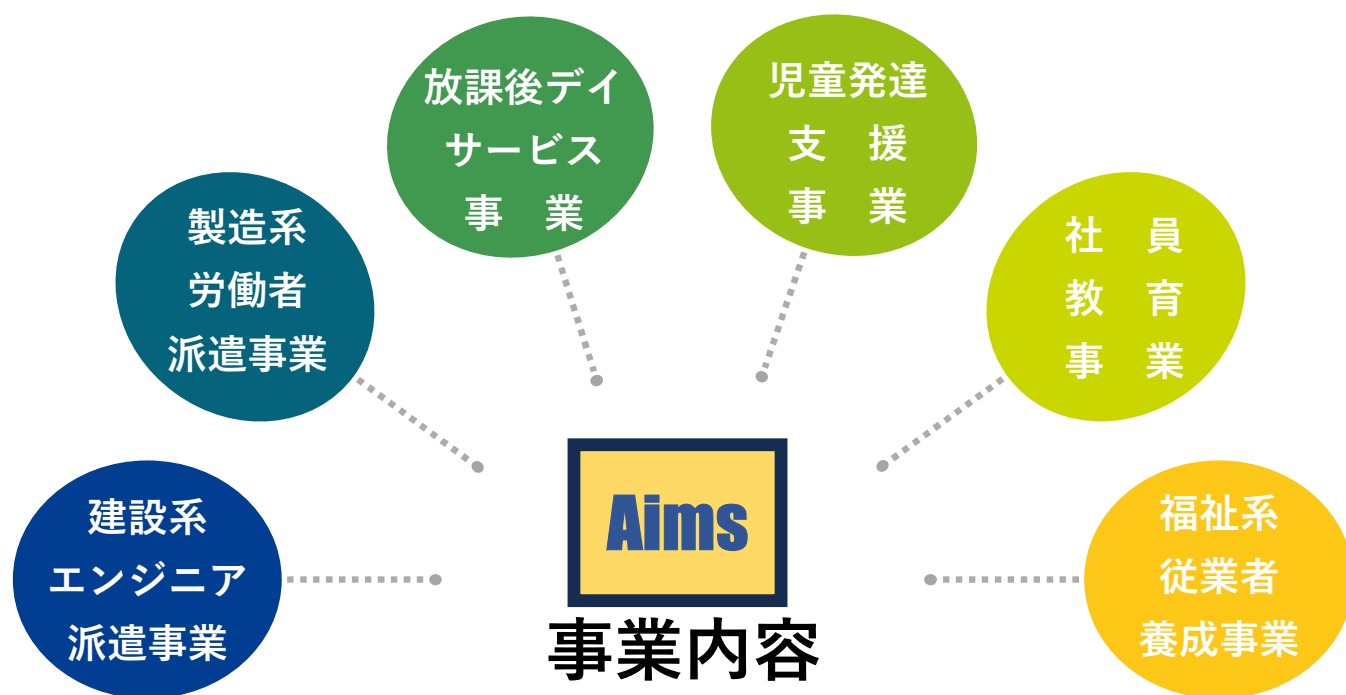 放課後デイ
サービス
事　業
児童発達
支　援
事　業
製造系
労働者
派遣事業
社　員
教　育
事　業
建設系
エンジニア
派遣事業
Aims
事業内容
福祉系
従業者
養成事業